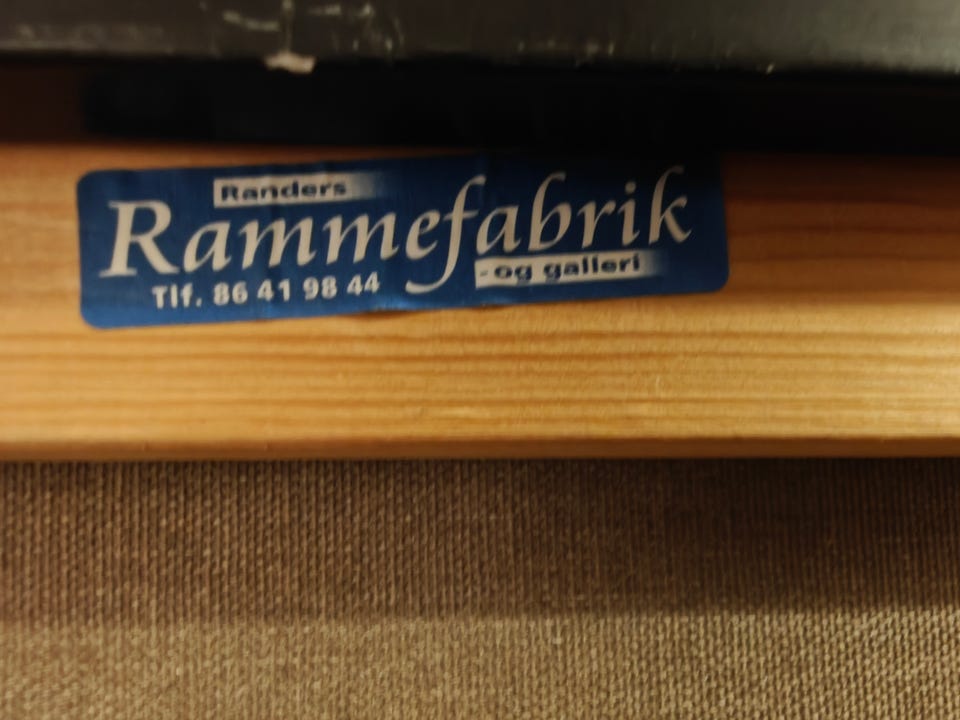 Randers
Rammefabrik
- og galleri
Tlf. 86 41 98 44